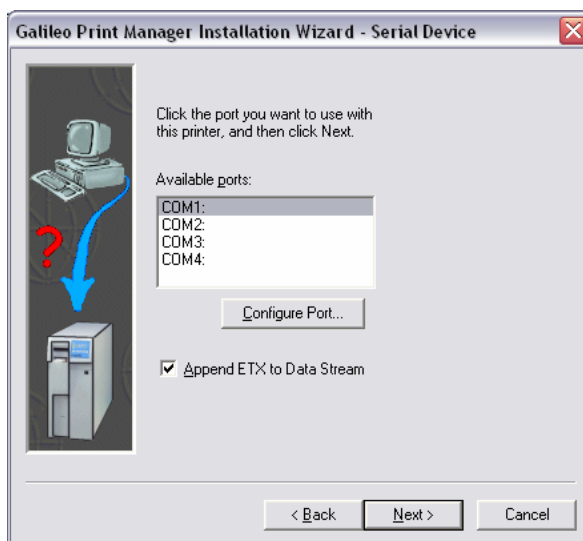 Galileo Print Manager Installation Wizard - Serial Device
Click the port you want to use with
this printer, and then click Next.
Available ports:
COM1:
COM2:
COM3:
COM4:
Configure Port...
Append ETX to Data Stream
?
< Back Next > Cancel